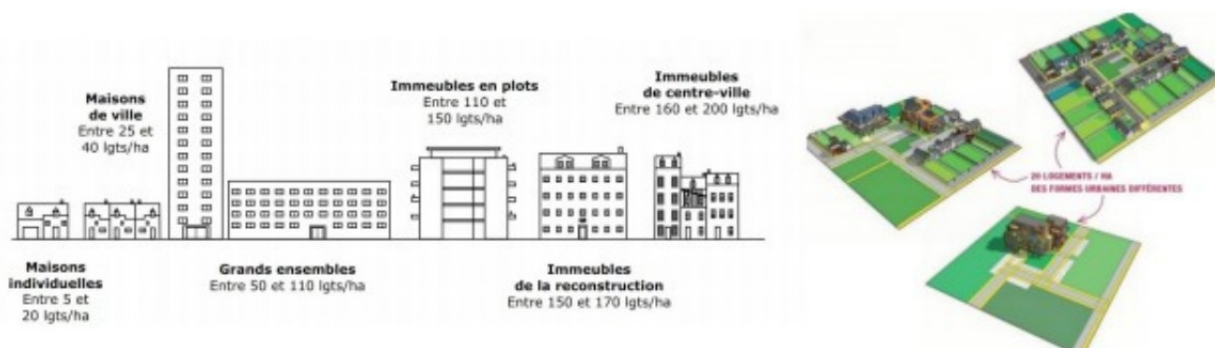 Maisons
de ville
Entre 25 et
40 lgts/ha
Immeubles en plots
Entre 110 et
150 lgts/ha
Immeubles
de centre-ville
Entre 160 et 200 lgts/ha
Maisons
individuelles
Entre 5 et
20 lgts/ha
Grands ensembles
Entre 50 et 110 lgts/ha
Immeubles
de la reconstruction
Entre 150 et 170 lgts/ha
20 LOGEMENTS / HA
DES FORMES URBAINES DIFFÉRENTES